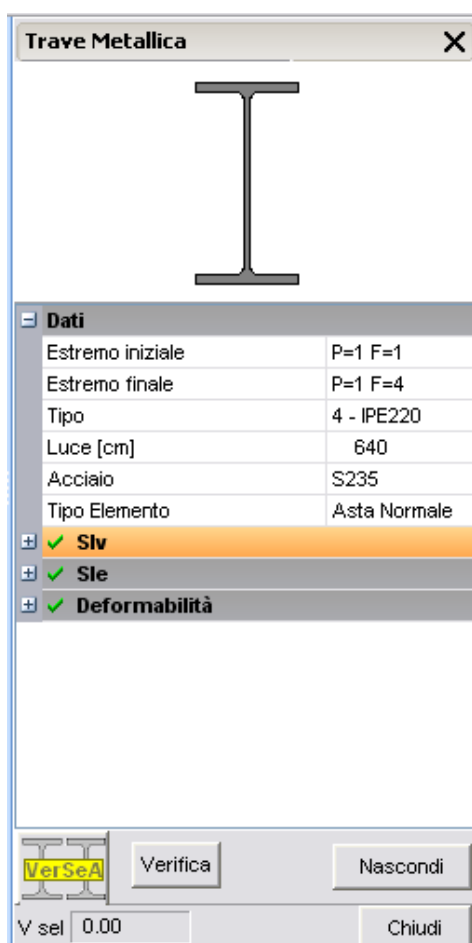 Trave Metallica
Dati
Estremo iniziale P=1 F=1
Estremo finale P=1 F=4
Tipo 4 - IPE220
Luce [cm] 640
Acciaio S235
Tipo Elemento Asta Normale
Slv
Sle
Deformabilità
VerSeA Verifica Nascondi
V sel 0.00 Chiudi